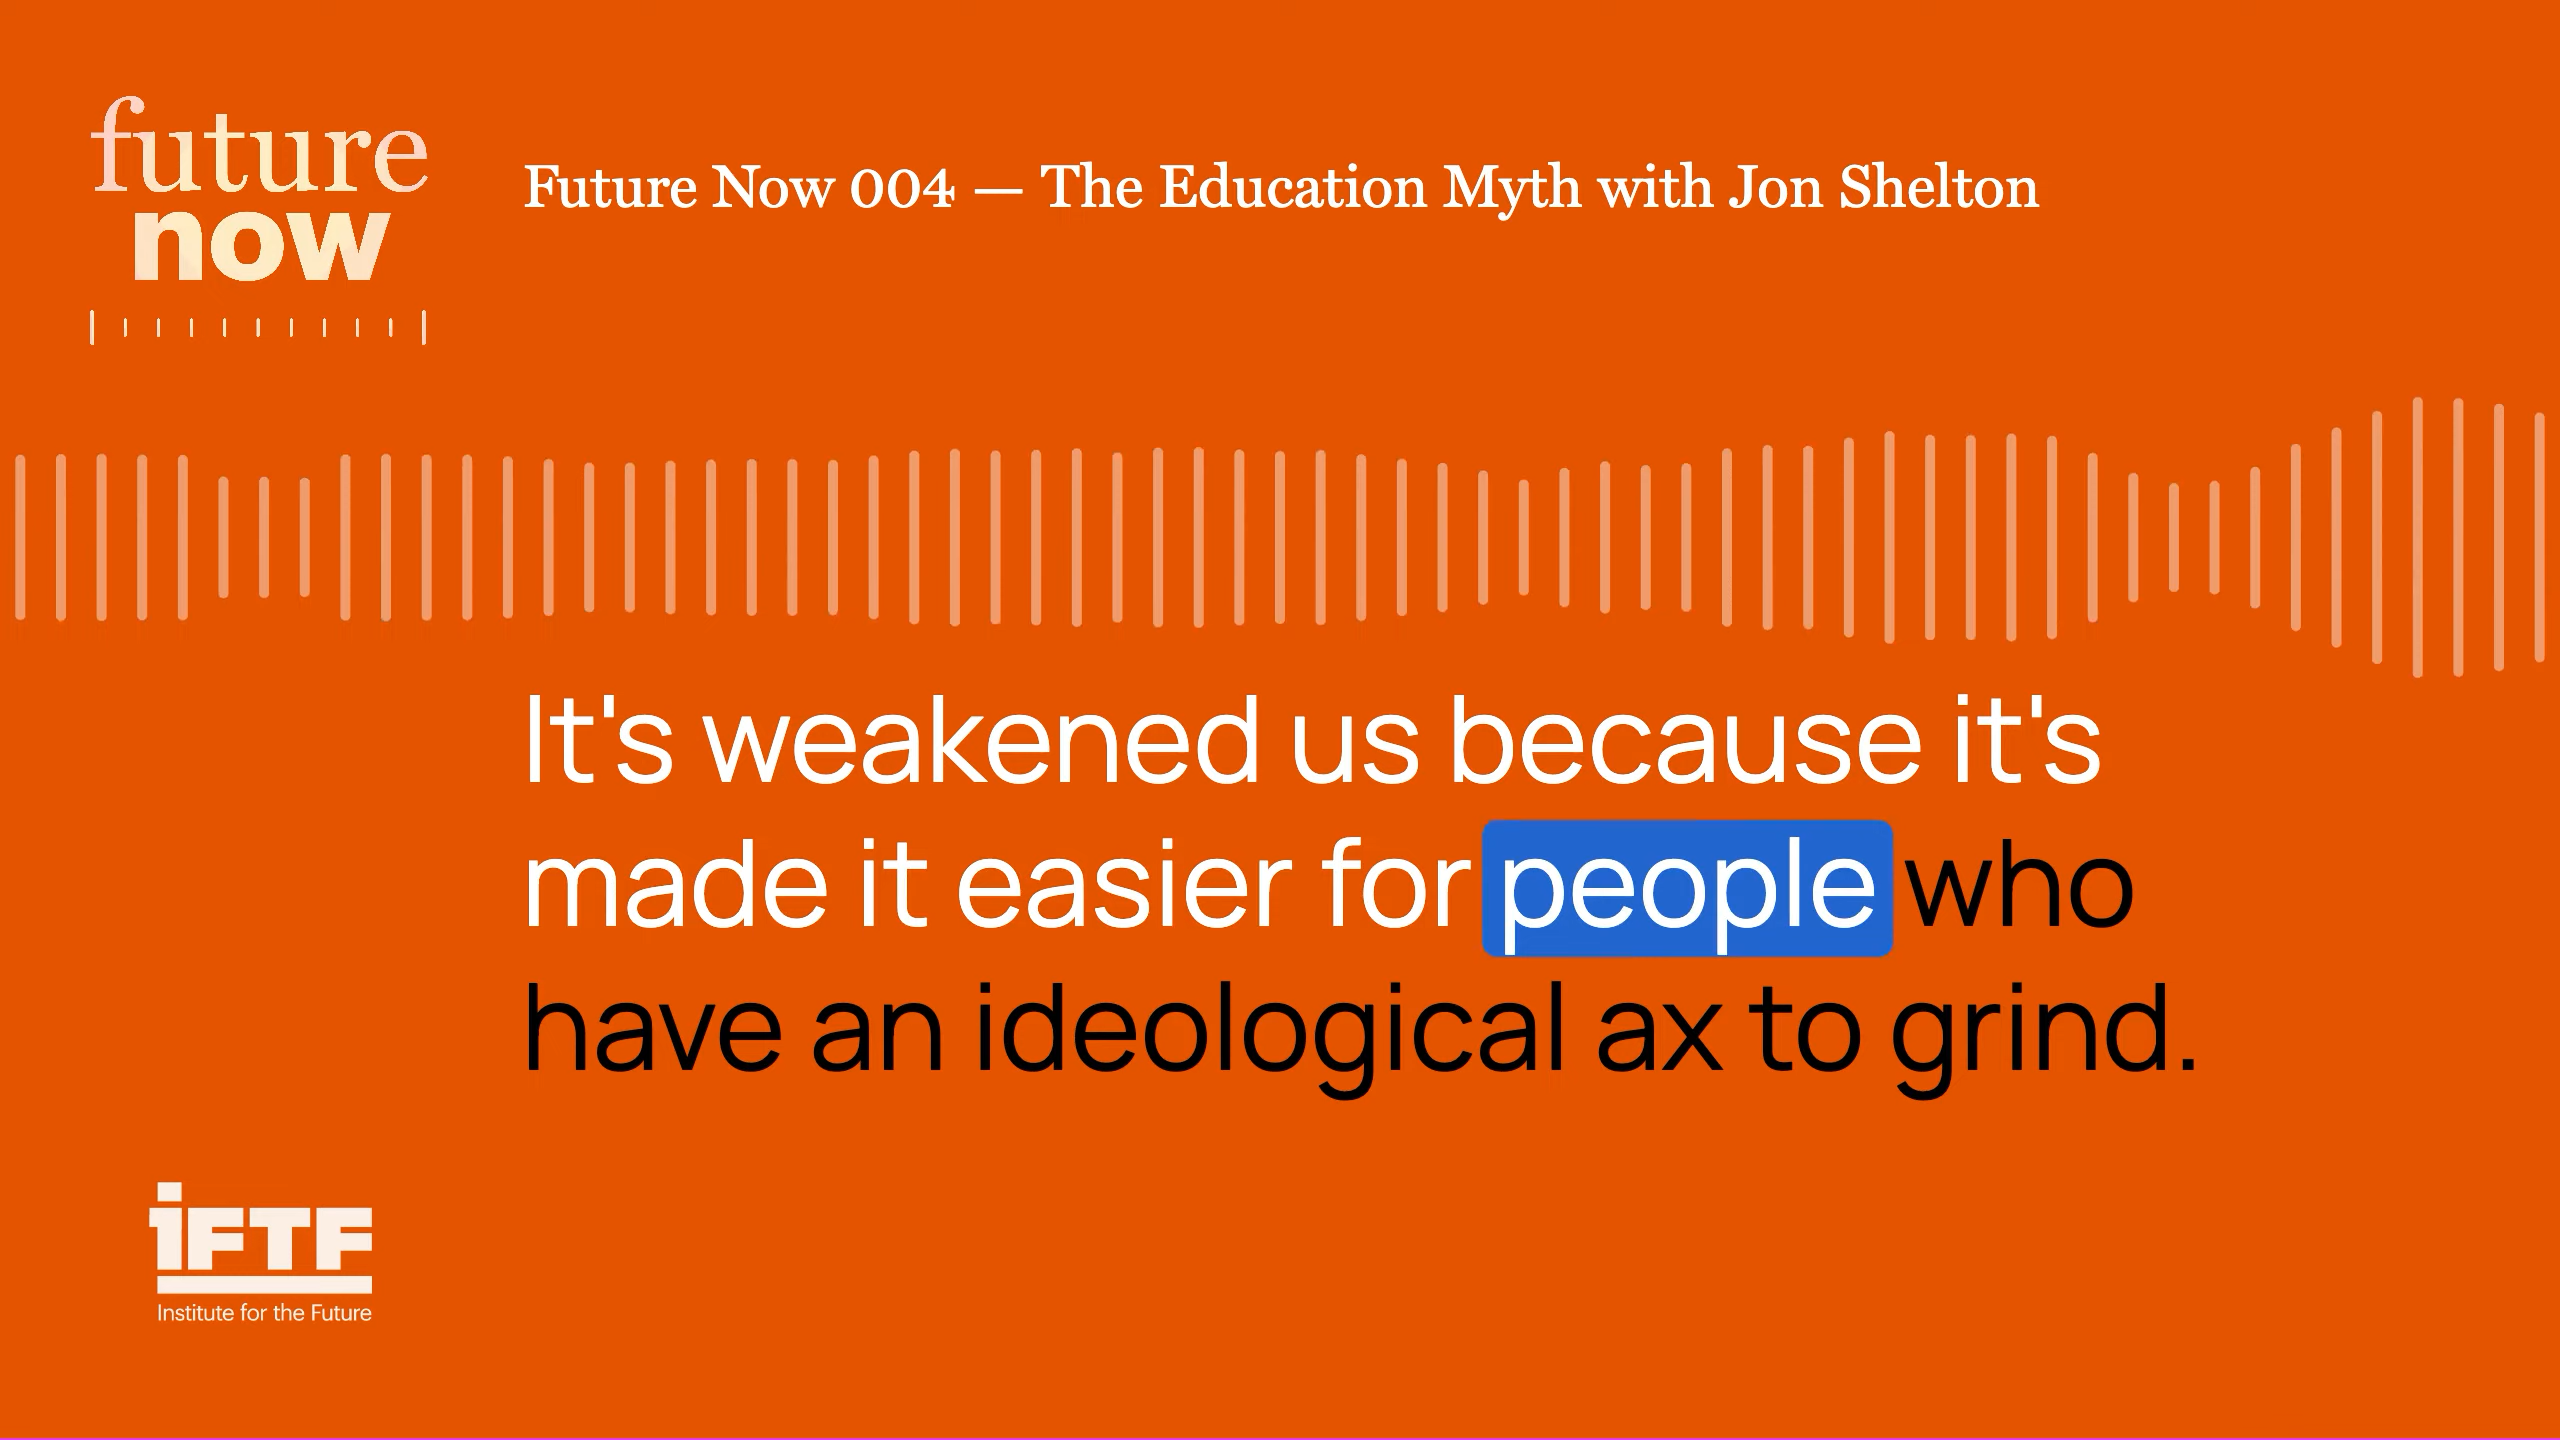 future
now
Future Now 004 — The Education Myth with Jon Shelton
It's weakened us because it's
made it easier for people who
have an ideological ax to grind.
iFTF
Institute for the Future